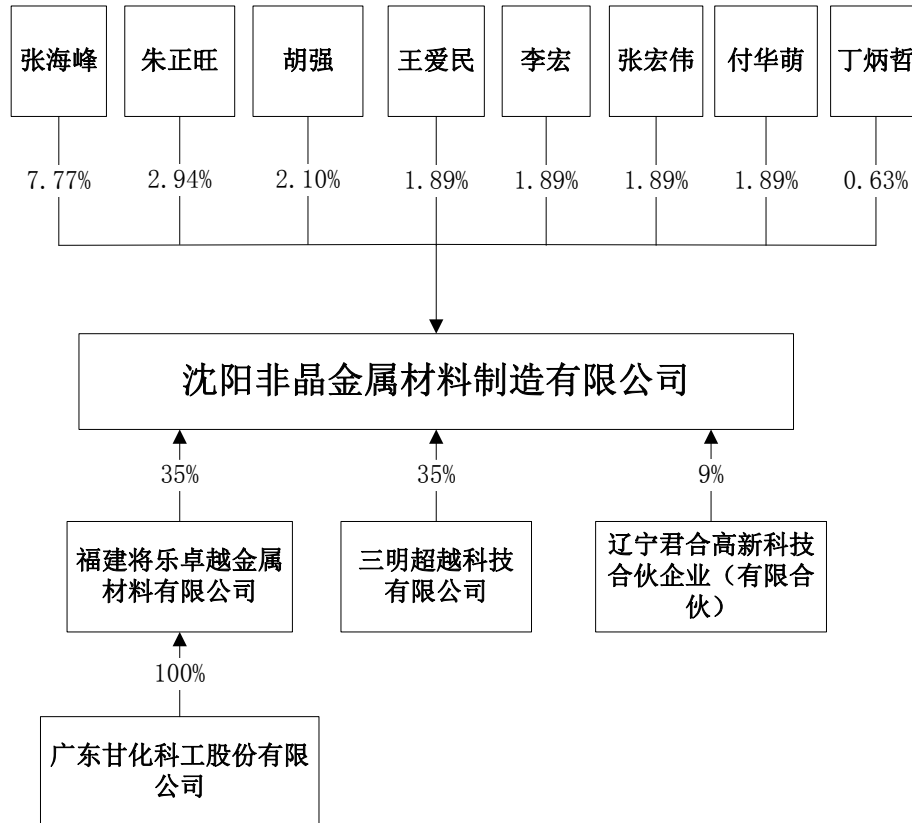 张海峰 朱正旺 胡强 王爱民 李宏 张宏伟 付华萌 丁炳哲
7.77% 2.94% 2.10% 1.89% 1.89% 1.89% 1.89% 0.63%
沈阳非晶金属材料制造有限公司
35% 35% 9%
福建将乐卓越金属
材料有限公司
三明超越科技
有限公司
辽宁君合高新科技
合伙企业（有限合
伙）
100%
广东甘化科工股份有限
公司